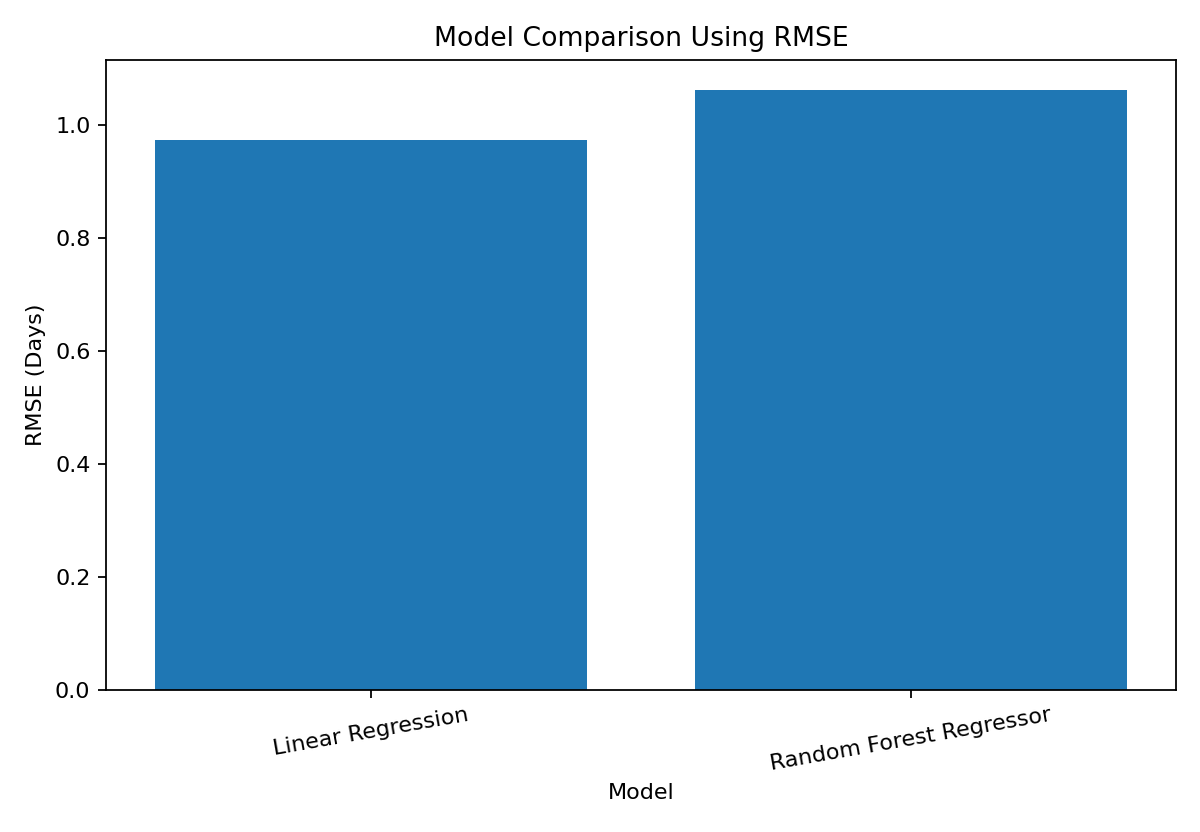 Model Comparison Using RMSE
RMSE (Days)
1.0
0.8
0.6
0.4
0.2
0.0
Linear Regression
Random Forest Regressor
Model